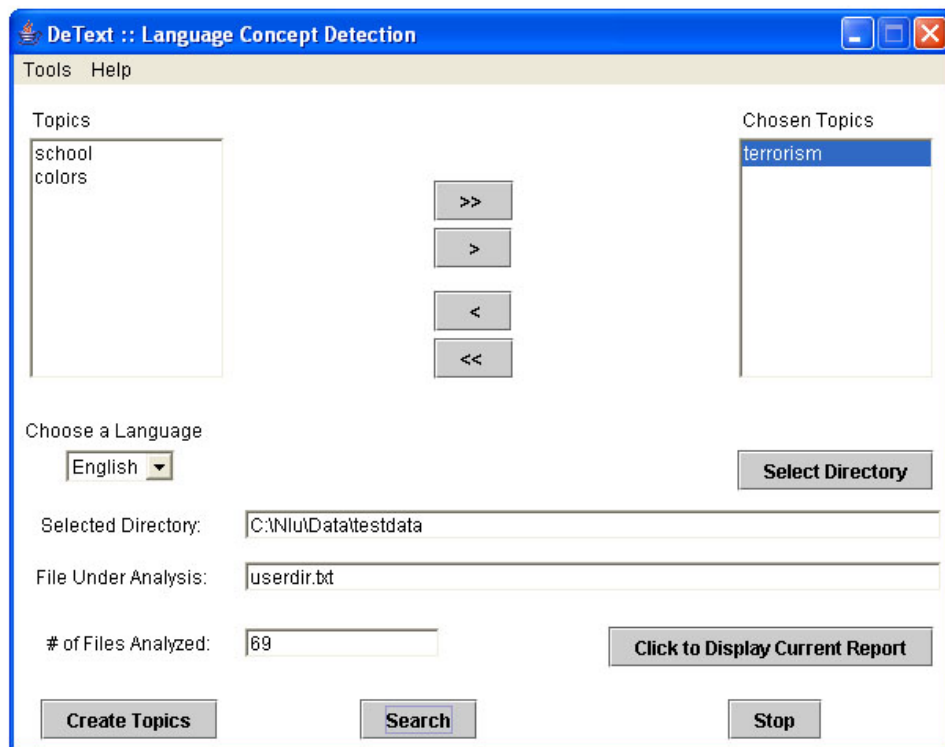 DeText :: Language Concept Detection
Tools Help
Topics
Chosen Topics
school
colors
terrorism
>>
>
<
<<
Choose a Language
English
Select Directory
Selected Directory: C:\Nlu\Data\testdata
File Under Analysis: userdir.txt
# of Files Analyzed: 69
Click to Display Current Report
Create Topics Search Stop